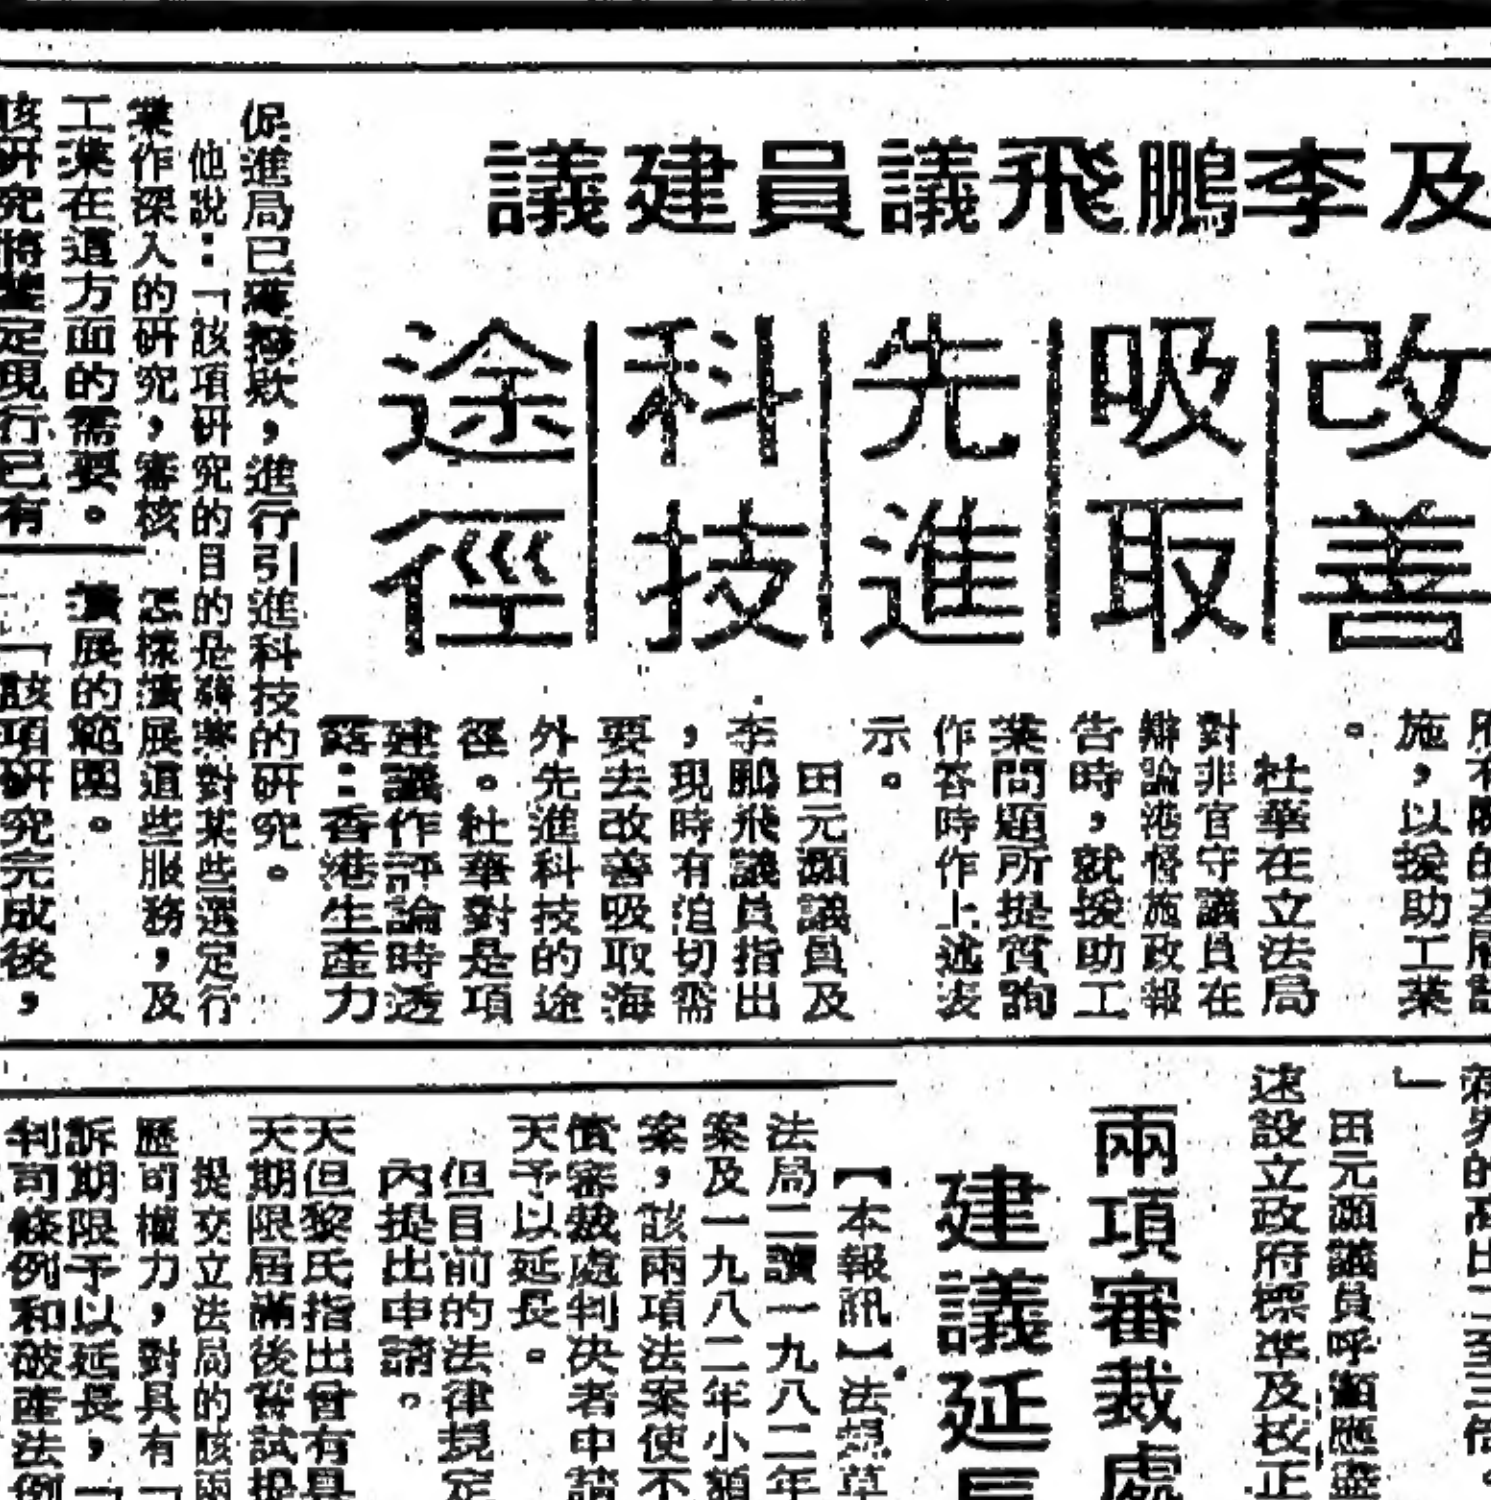 及李鵬飛議員建議
改善
吸取
先進
科技
途徑
施，以援助工業
。
杜華在立法局
對非官守議員在
辯論港督施政報
告時，就援助工
業問題所提質詢
作答時作上述表
示。
田元灝議員及
李鵬飛議員指出
，現時有迫切需
要去改善吸取海
外先進科技的途
徑。杜華對是項
建議作評論時透
露：香港生產力
促進局已獲撥欵，進行引進科技的研究。
他說：「該項研究的目的是
對某些選定行
業作深入的研究，審核
怎樣擴展這些服務，及
工業在這方面的需要。
擴展的範圍。
該研究將鑒定現行已有
「該項研究完成後，
田元灝議員呼籲應盡
速設立政府標準及校正
兩項審裁處
建議延長
【本報訊】法
法局二讀一九八二年
案及一九八二年小額
案，該兩項法案使不
償審裁處判決者申請
天予以延長。
但目前的法律規定
內提出申請。
天但黎氏指出曾有
天期限屆滿後嘗試提
提交立法局的該兩
歷司權力，對具有「
訴期限予以延長，「
判司條例和破產法例